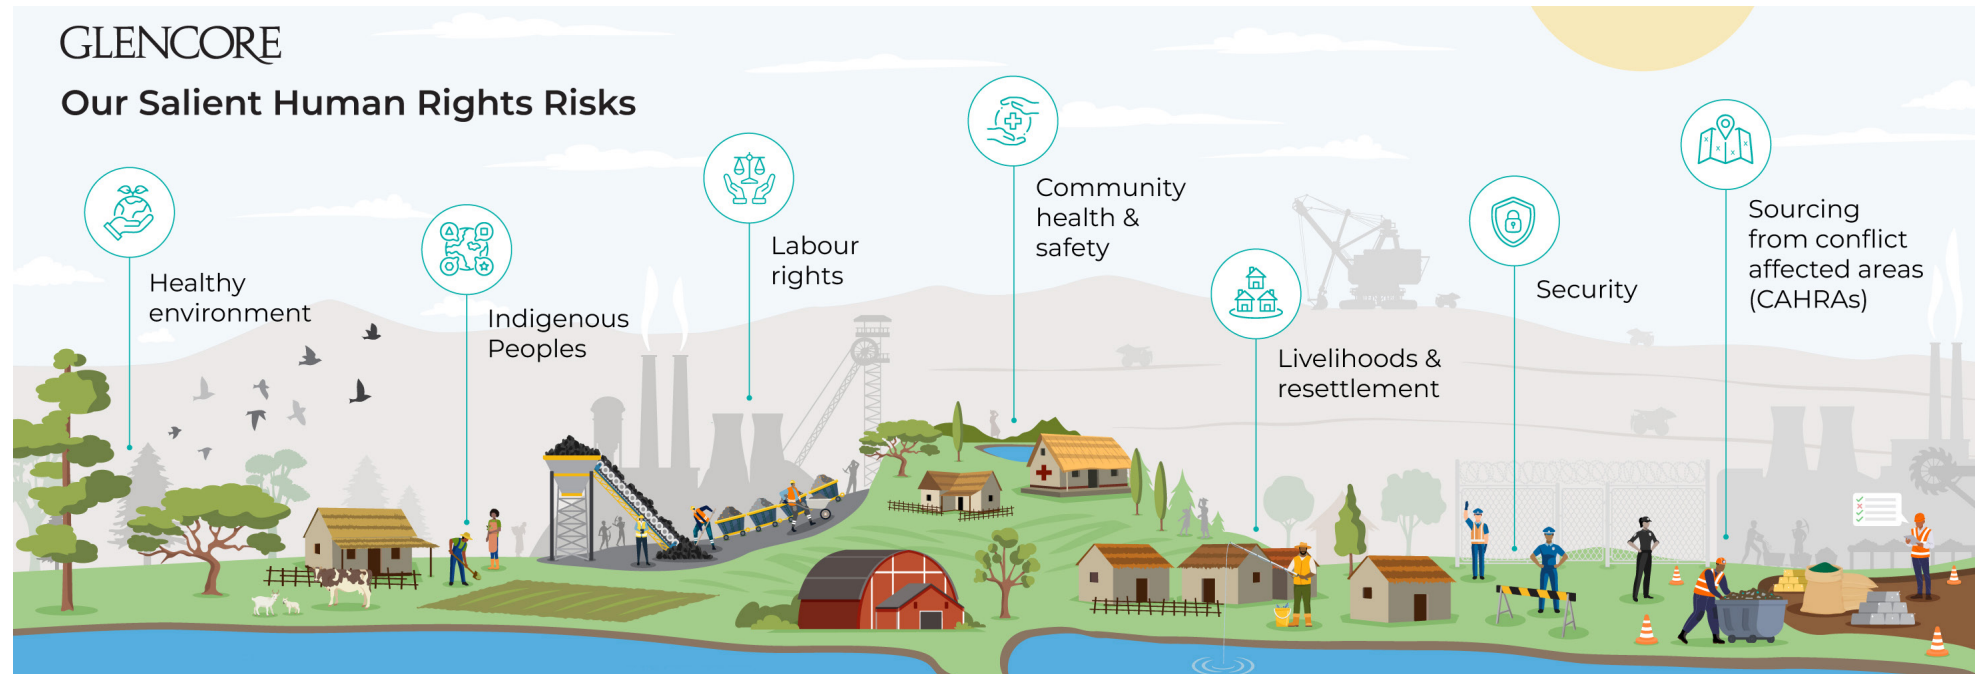 GLENCORE
Our Salient Human Rights Risks
Healthy
environment
Indigenous
Peoples
Labour
rights
Community
health &
safety
Livelihoods &
resettlement
Security
Sourcing
from conflict
affected areas
(CAHRAs)